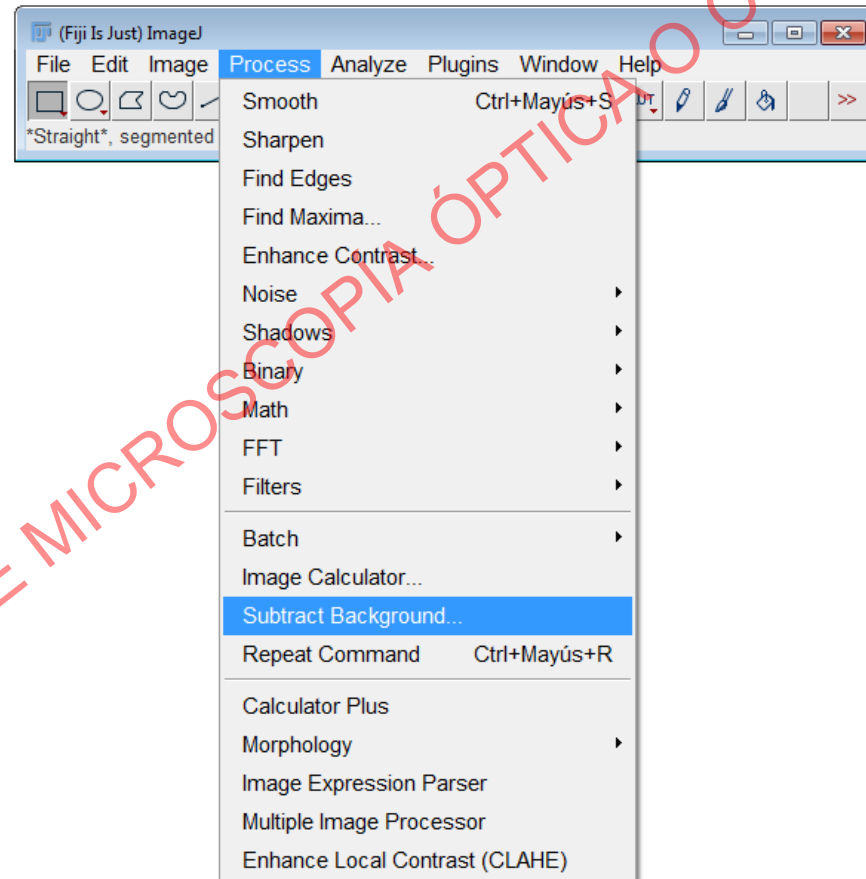 (Fiji Is Just) ImageJ
File Edit Image Process Analyze Plugins Window Help
*Straight*, segmented
Smooth Ctrl+Mayús+S
Sharpen
Find Edges
Find Maxima...
Enhance Contrast...
Noise
Shadows
Binary
Math
FFT
Filters
Batch
Image Calculator...
Subtract Background...
Repeat Command Ctrl+Mayús+R
Calculator Plus
Morphology
Image Expression Parser
Multiple Image Processor
Enhance Local Contrast (CLAHE)
E MICROSCOPÍA ÓPTICA O